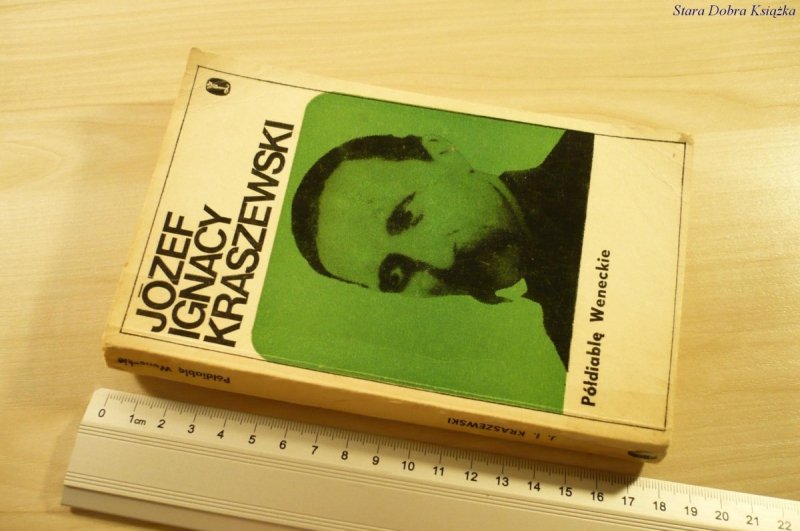 Stara Dobra Książka
JÓZEF
IGNACY
KRASZEWSKI
Półdiablę Weneckie
Półdiablę Weneckie
J. I. KRASZEWSKI
0 1cm 2 3 4 5 6 7 8 9 10 11 12 13 14 15 16 17 18 19 20 21 22